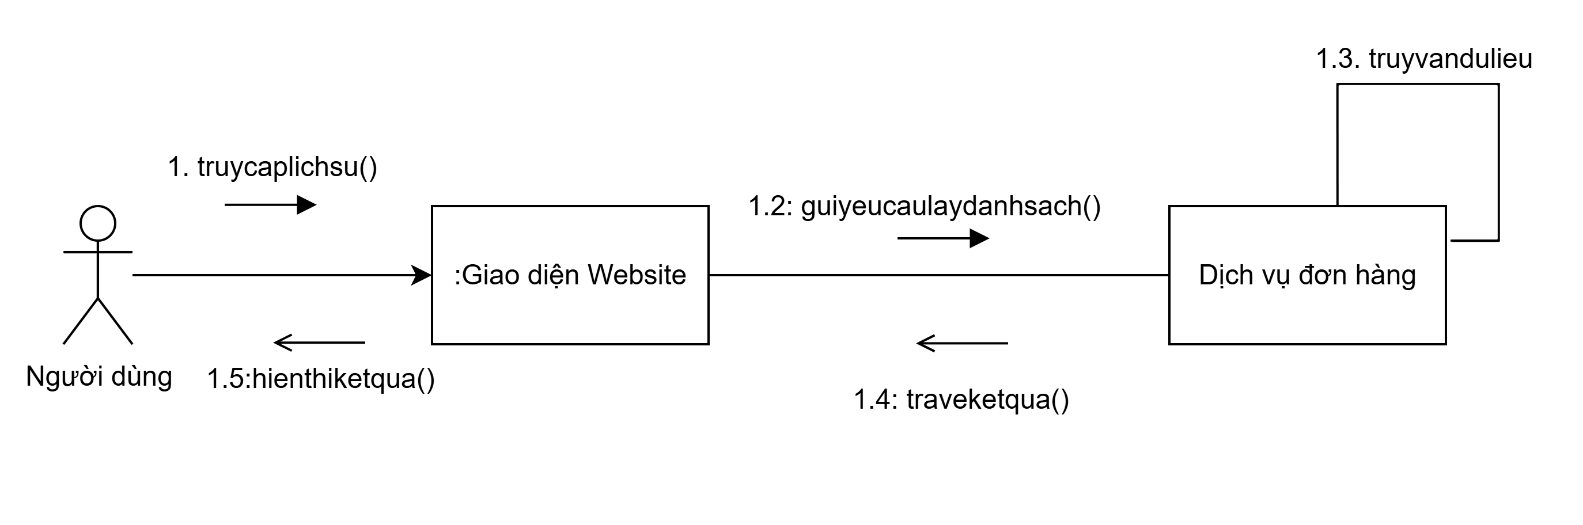 1.3. truyvandulieu
1. truycaplichsu()
1.2: guiyeucaulaydanhsach()
:Giao diện Website
Dịch vụ đơn hàng
Người dùng
1.5:hienthiketqua()
1.4: traveketqua()